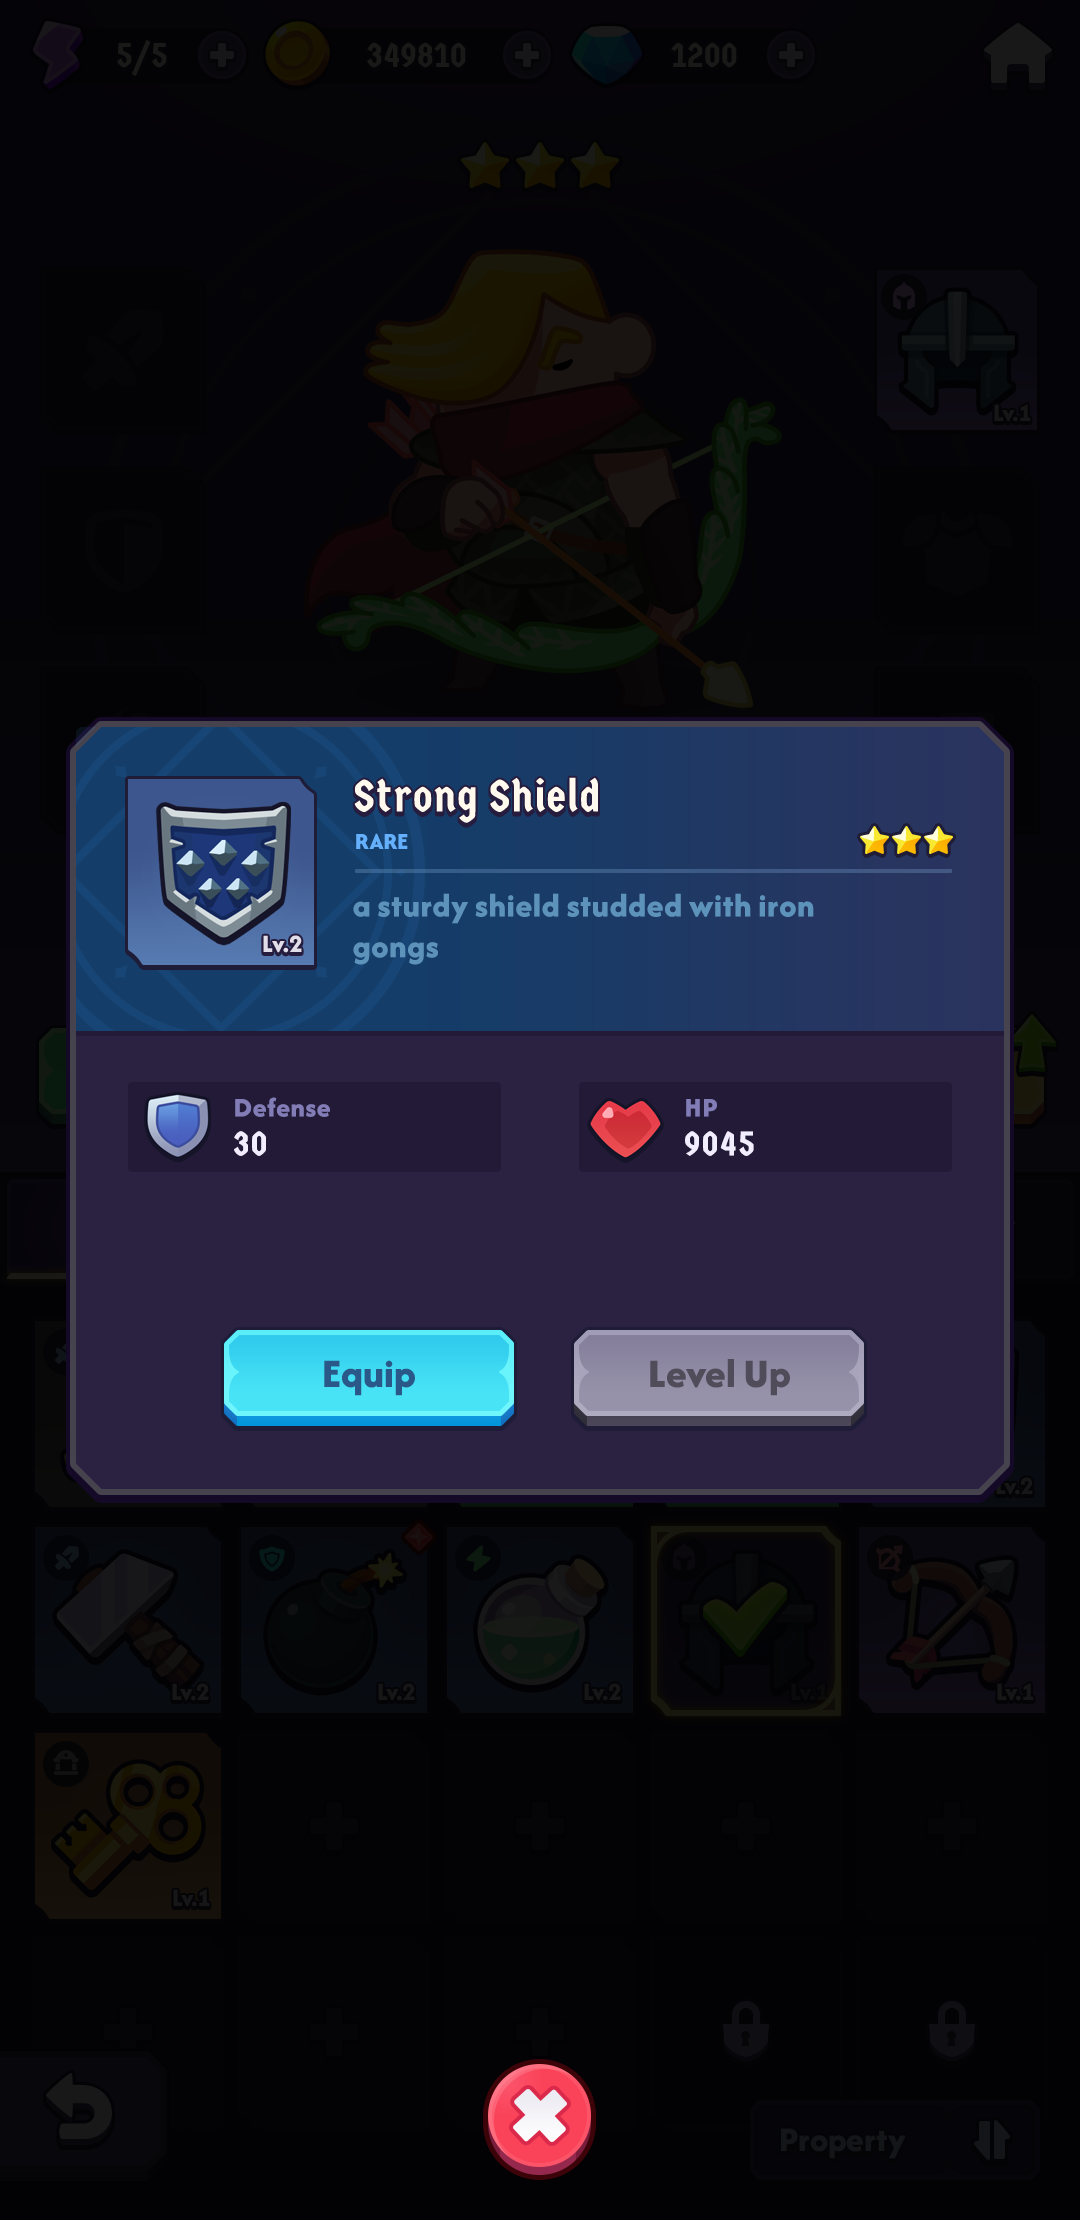 5/5
349810
1200
Lv.1
Strong Shield
RARE
a sturdy shield studded with iron
gongs
Lv.2
Defense
30
HP
9045
Equip
Level Up
Lv.2
Lv.2
Lv.2
Lv.2
Lv.1
Lv.1
Lv.1
Property